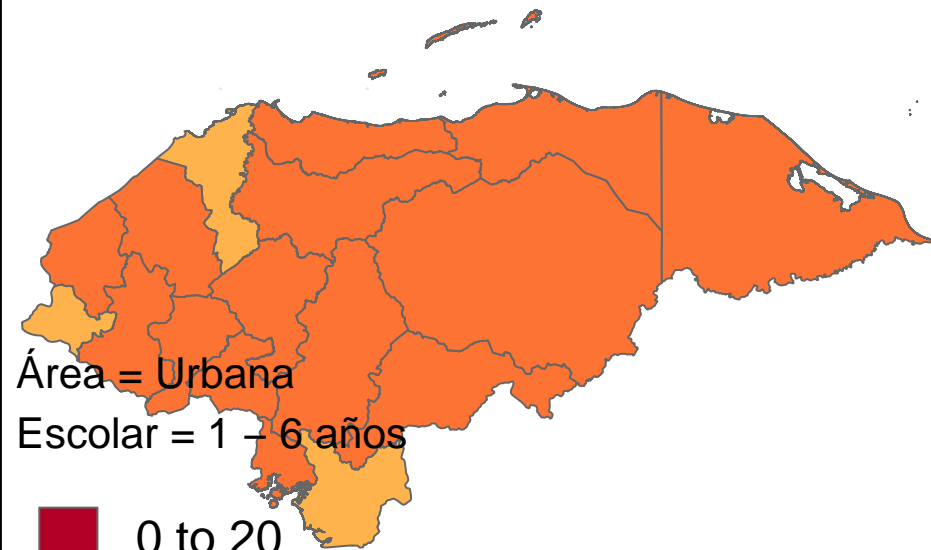 Área = Urbana
Escolar = 1 – 6 años
0 to 20